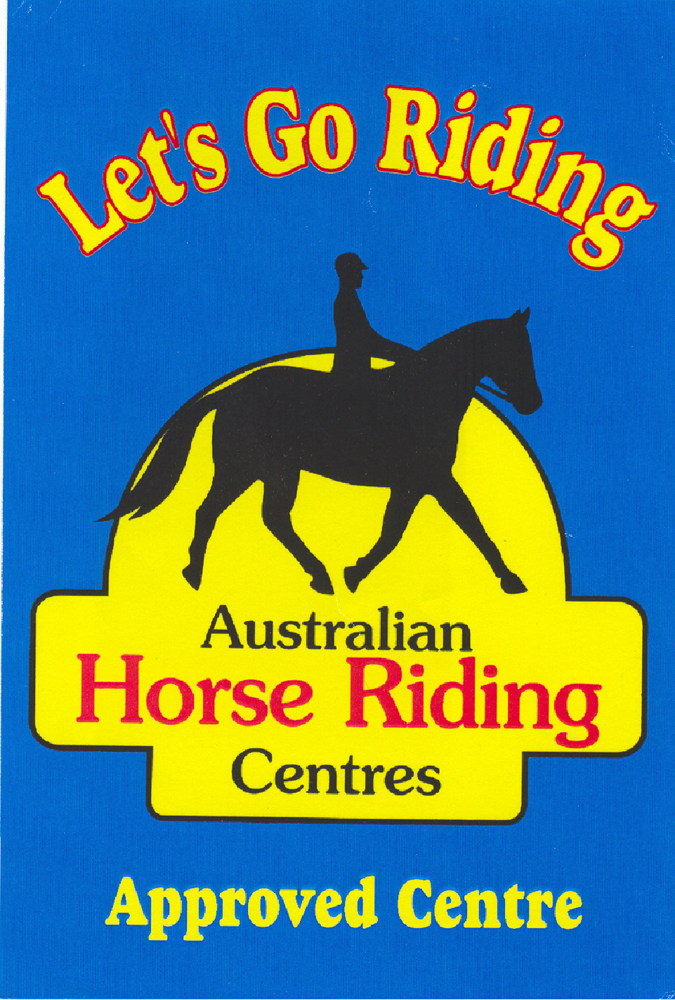 Let's Go Riding
Australian
Horse Riding
Centres
Approved Centre